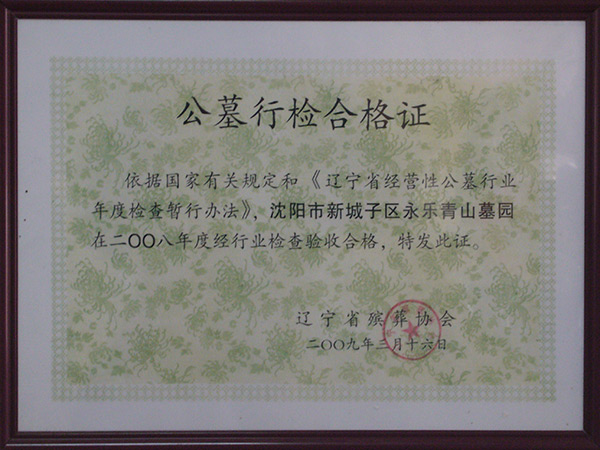 公墓行检合格证
依据国家有关规定和《辽宁省经营性公墓行业
年度检查暂行办法》，沈阳市新城子区永乐青山墓园
在二〇〇八年度经行业检查验收合格，特发此证。
辽宁省殡葬协会
二〇〇九年三月十六日